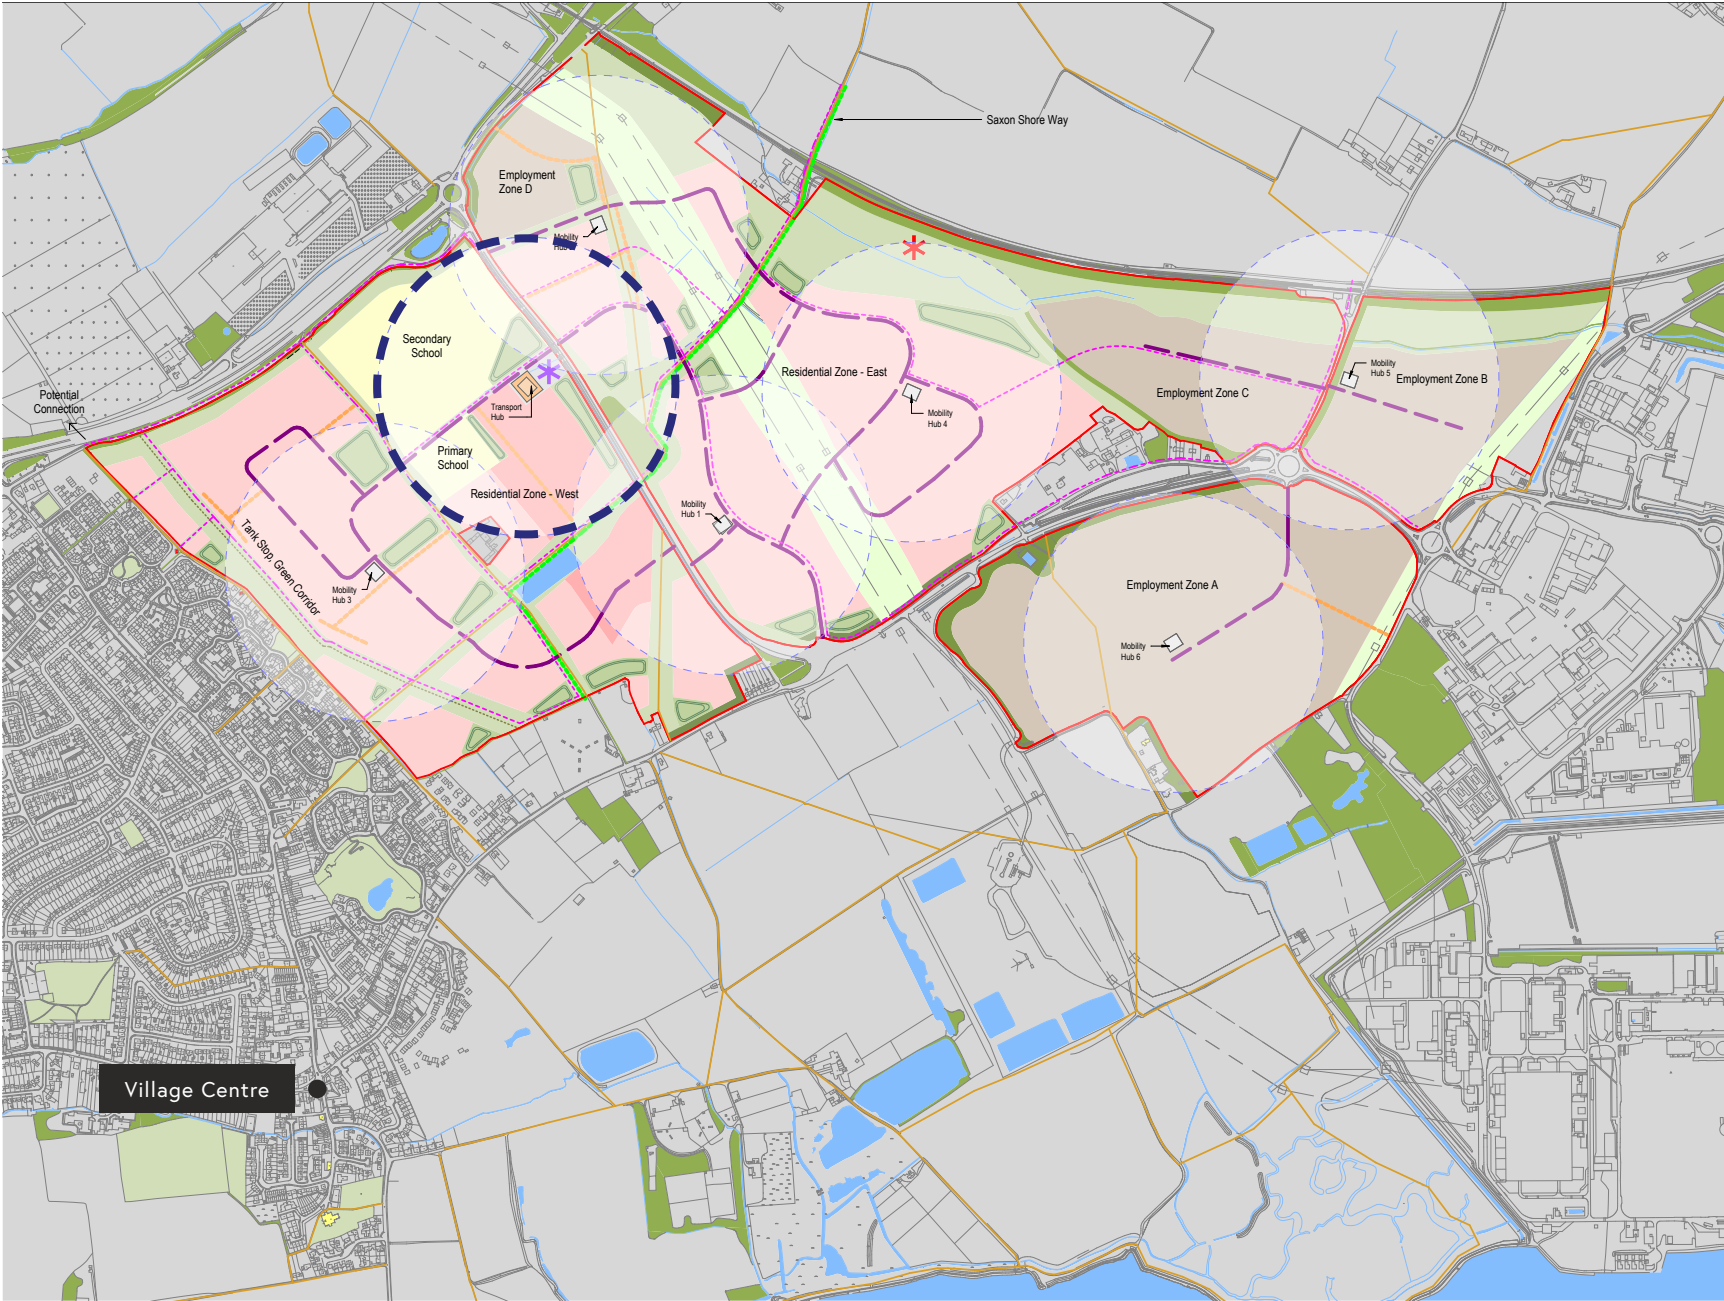 Saxon Shore Way
Employment
Zone D
Mobility
Secondary
School
Residential Zone - East
Mobility
Hub 5
Employment Zone B
Employment Zone C
Potential
Connection
Transport
Hub
Mobility
Hub 4
Primary
School
Residential Zone - West
Mobility
Hub 1
Tank Stop, Green Corridor
Mobility
Hub 3
Employment Zone A
Mobility
Hub 6
Village Centre